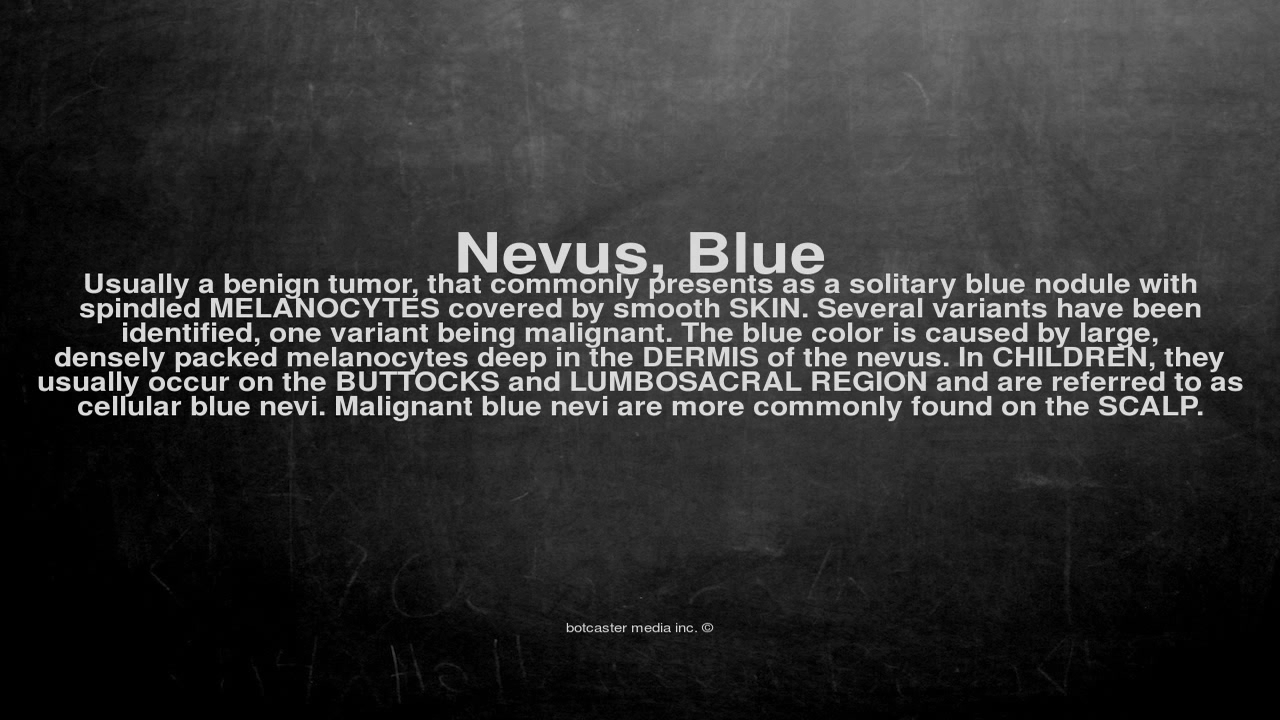 Nevus, Blue
Usually a benign tumor, that commonly presents as a solitary blue nodule with
spindled MELANOCYTES covered by smooth SKIN. Several variants have been
identified, one variant being malignant. The blue color is caused by large,
densely packed melanocytes deep in the DERMIS of the nevus. In CHILDREN, they
usually occur on the BUTTOCKS and LUMBOSACRAL REGION and are referred to as
cellular blue nevi. Malignant blue nevi are more commonly found on the SCALP.
botcaster media inc. ©